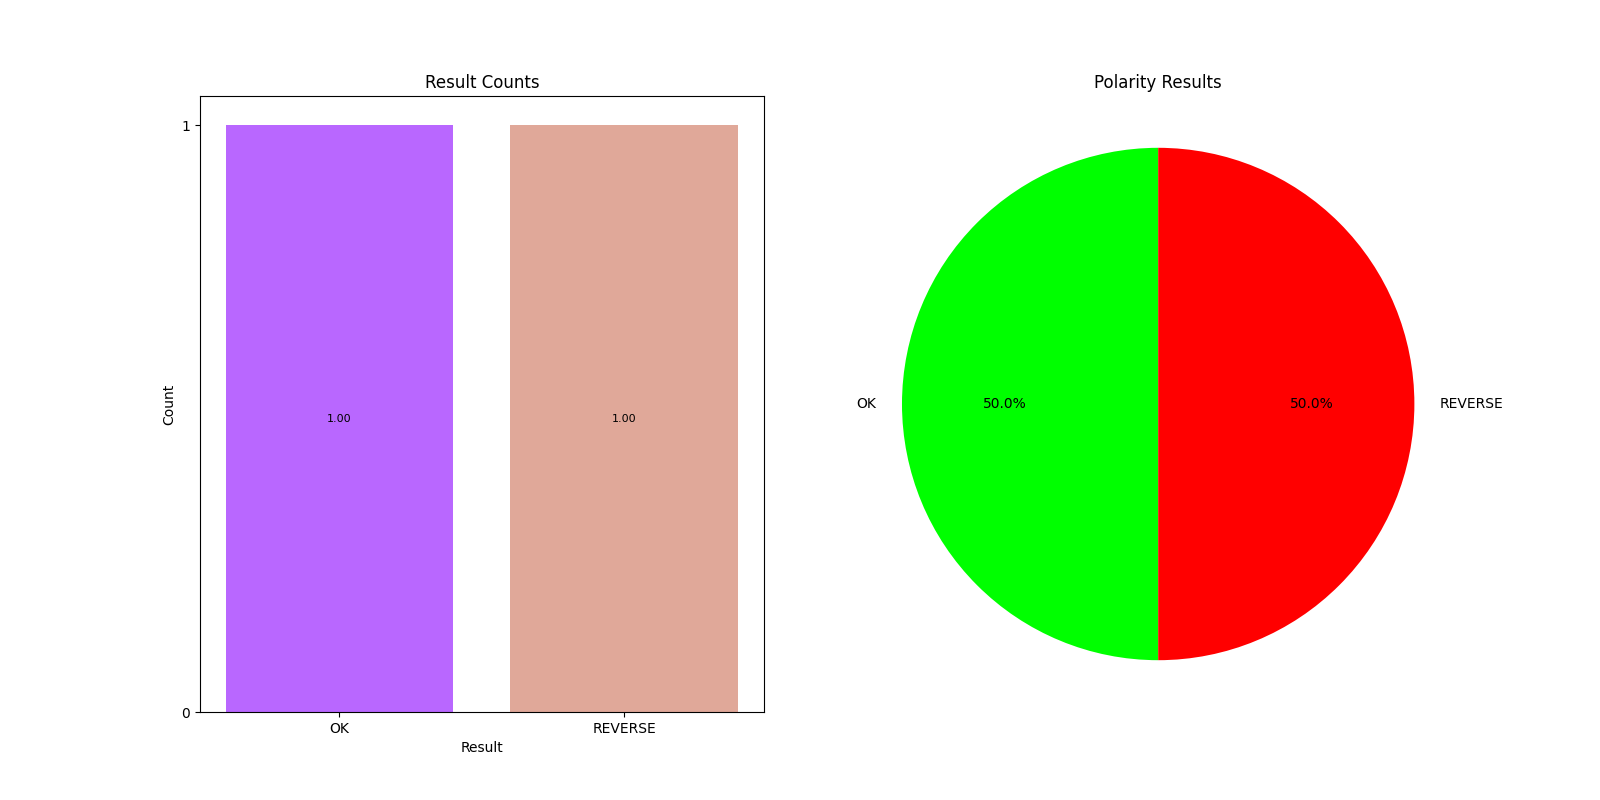 Result Counts
1
0
Count
1.00
1.00
OK
REVERSE
Result
Polarity Results
OK
50.0%
50.0%
REVERSE